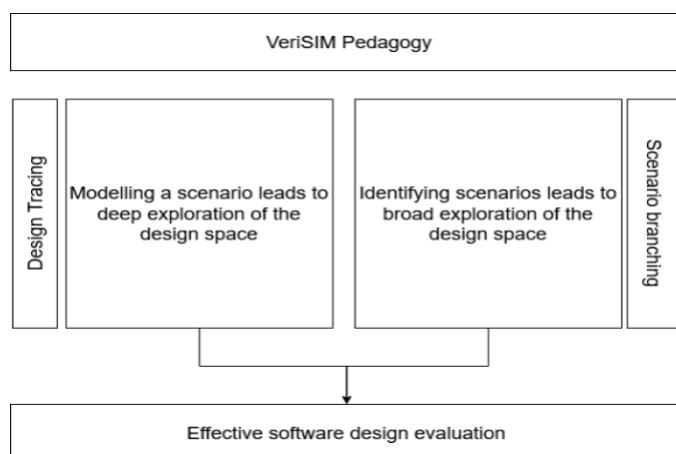 VeriSIM Pedagogy
Design Tracing
Modelling a scenario leads to
deep exploration of the
design space
Identifying scenarios leads to
broad exploration of the
design space
Scenario branching
Effective software design evaluation